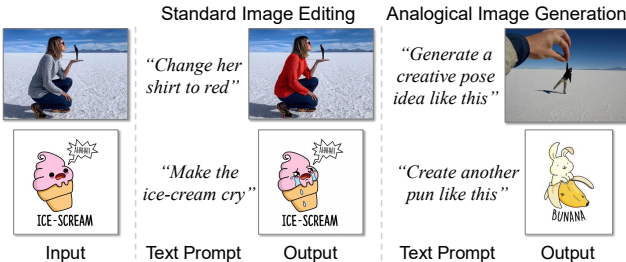 Standard Image Editing
Analogical Image Generation
“Change her
shirt to red”
“Generate a
creative pose
idea like this”
AHHHHH!
ICE-SCREAM
“Make the
ice-cream cry”
AHHHHH!
ICE-SCREAM
“Create another
pun like this”
BUNANA
Input
Text Prompt
Output
Text Prompt
Output